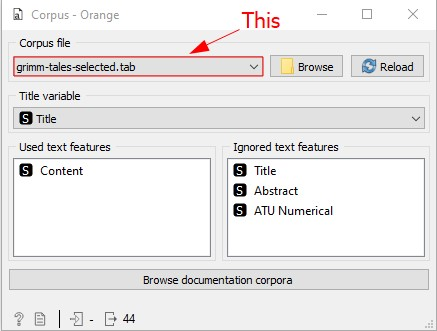 Corpus - Orange
This
Corpus file
grimm-tales-selected.tab
Browse
Reload
Title variable
S Title
Used text features
Ignored text features
S Content
S Title
S Abstract
S ATU Numerical
Browse documentation corpora
? - 44